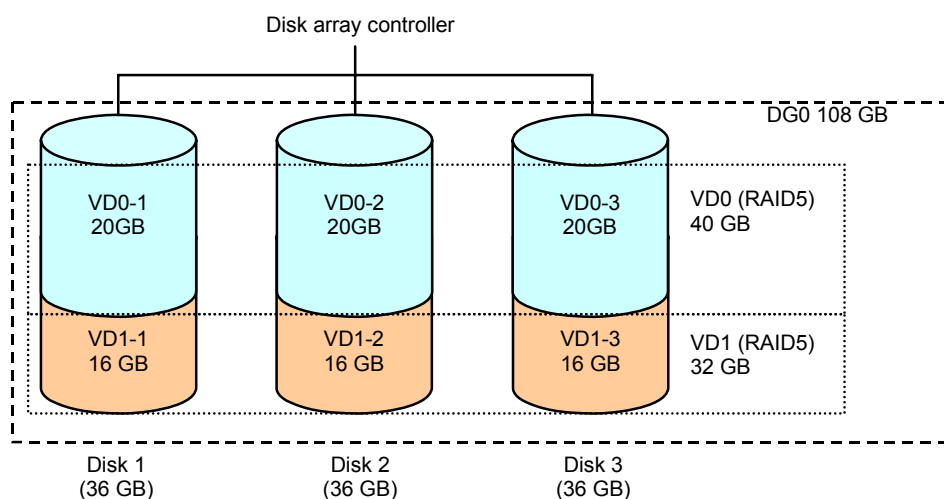 Disk array controller
DG0 108 GB
VD0-1
20GB
VD0-2
20GB
VD0-3
20GB
VD0 (RAID5)
40 GB
VD1-1
16 GB
VD1-2
16 GB
VD1-3
16 GB
VD1 (RAID5)
32 GB
Disk 1
(36 GB)
Disk 2
(36 GB)
Disk 3
(36 GB)